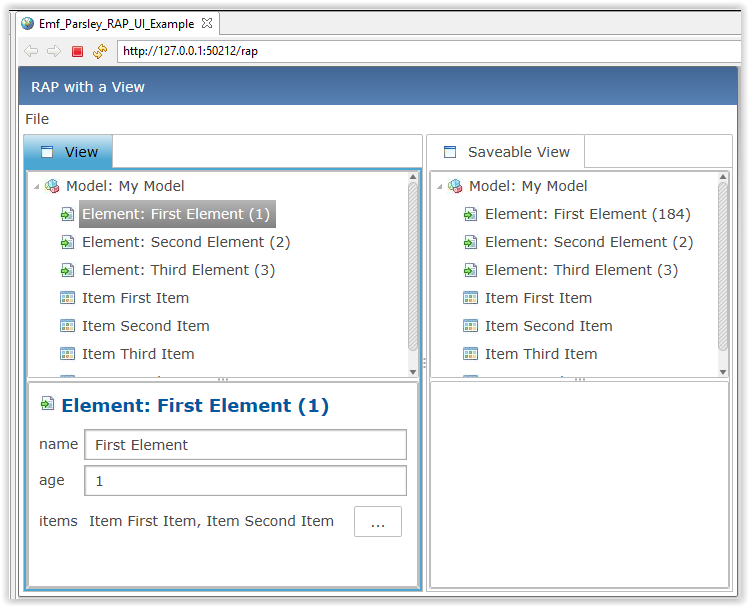 Emf_Parsley_RAP_UI_Example
http://127.0.0.1:50212/rap
RAP with a View
File
View
Model: My Model
Element: First Element (1)
Element: Second Element (2)
Element: Third Element (3)
Item First Item
Item Second Item
Item Third Item
Element: First Element (1)
name First Element
age 1
items Item First Item, Item Second Item ...
Saveable View
Model: My Model
Element: First Element (184)
Element: Second Element (2)
Element: Third Element (3)
Item First Item
Item Second Item
Item Third Item